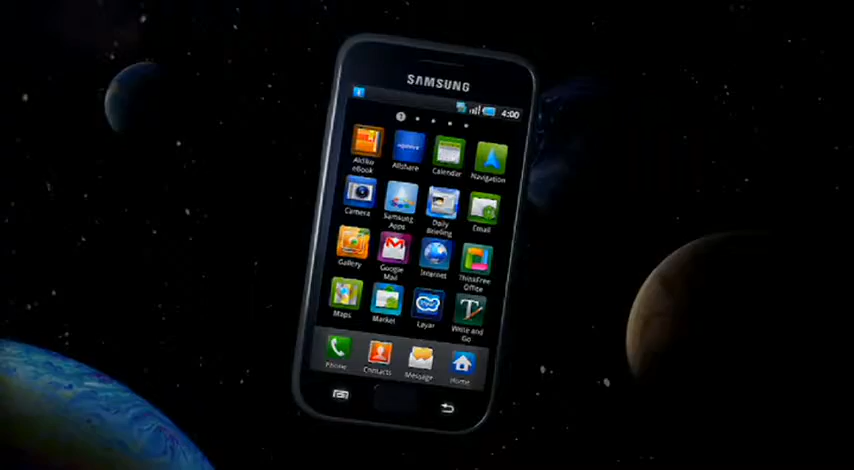 SAMSUNG
4:00
1
Aldiko eBook
Allshare
Calendar
Navigation
Camera
Samsung Apps
Daily Briefing
Email
Gallery
Google Mail
Internet
ThinkFree Office
Maps
Market
Layar
Write and Go
Phone
Contacts
Message
Home